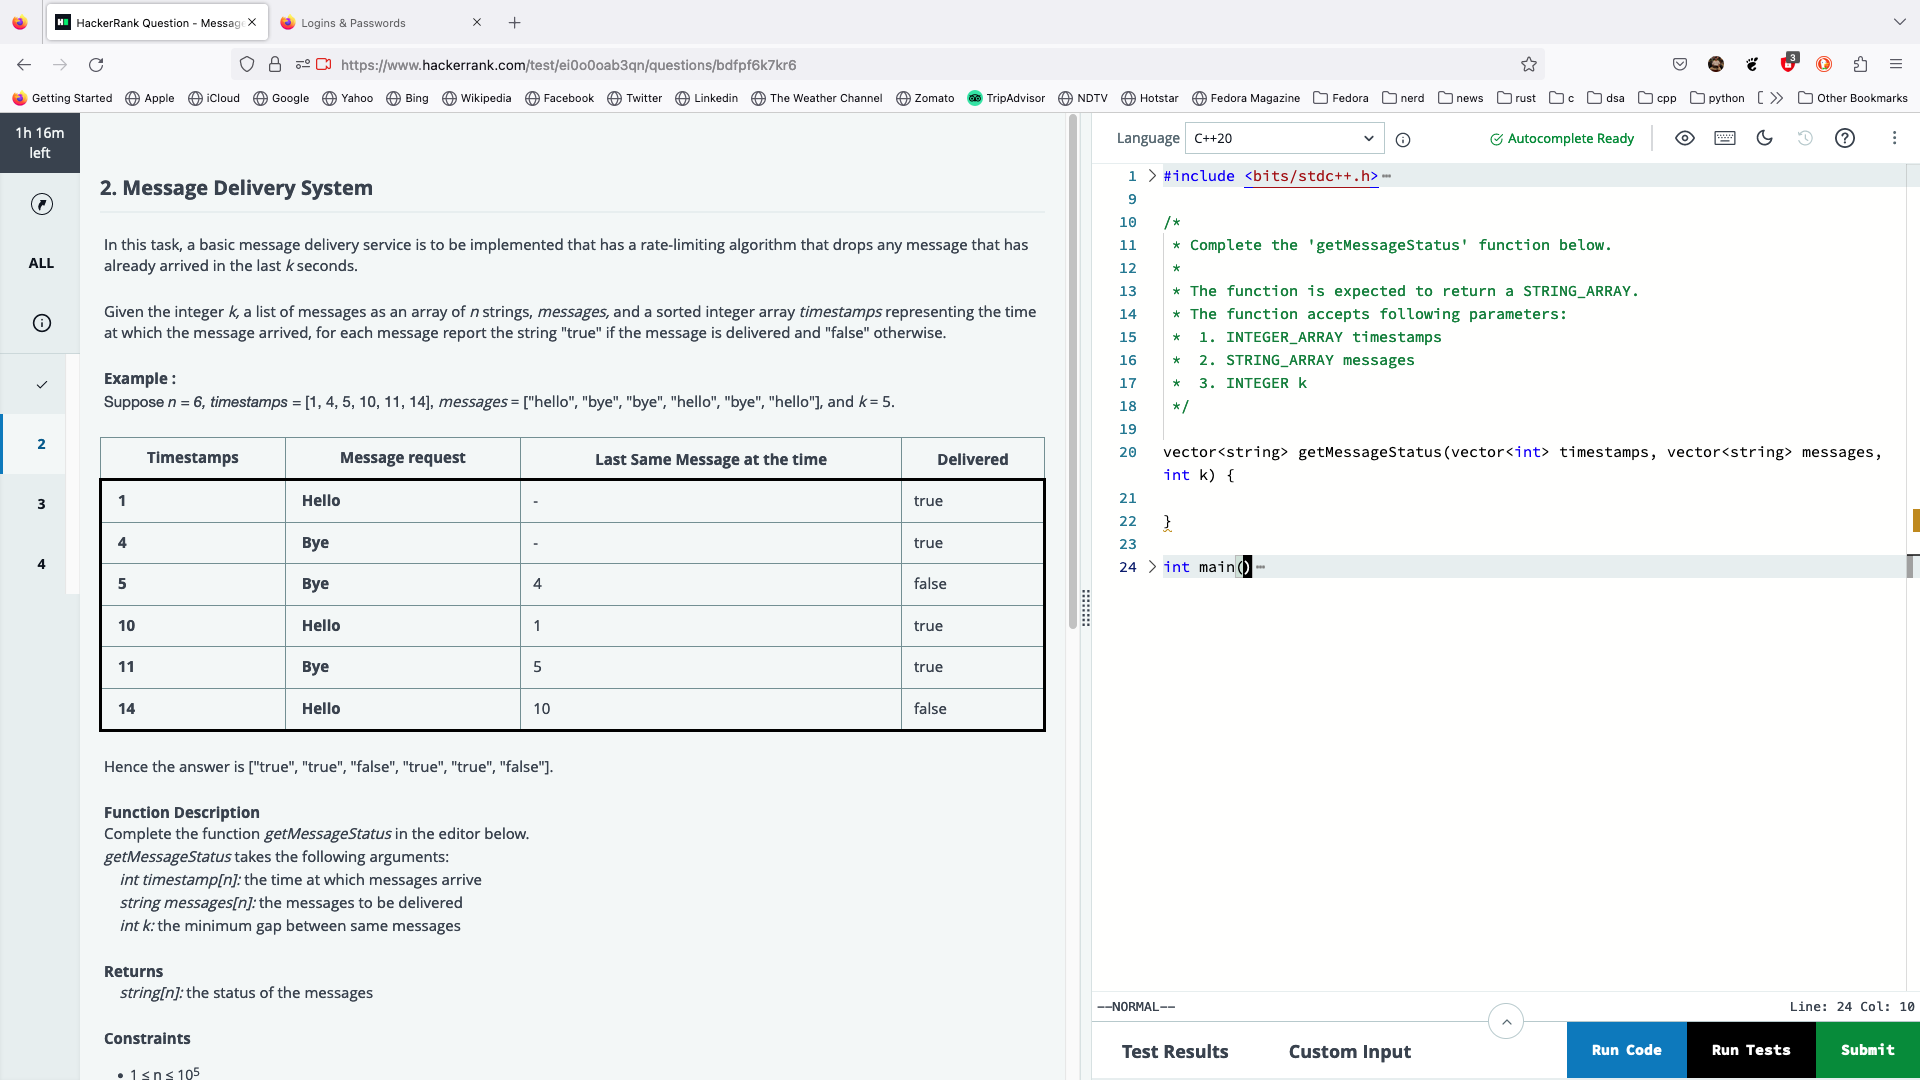 HackerRank Question - Messag
Logins & Passwords
https://www.hackerrank.com/test/ei0o0oab3qn/questions/bdfpf6k7kr6
3
Getting Started Apple iCloud Google Yahoo Bing Wikipedia Facebook Twitter Linkedin The Weather Channel Zomato TripAdvisor NDTV Hotstar Fedora Magazine Fedora nerd news rust c dsa cpp python Other Bookmarks
1h 16m
left
ALL
2
3
4
2. Message Delivery System
In this task, a basic message delivery service is to be implemented that has a rate-limiting algorithm that drops any message that has
already arrived in the last k seconds.
Given the integer k, a list of messages as an array of n strings, messages, and a sorted integer array timestamps representing the time
at which the message arrived, for each message report the string "true" if the message is delivered and "false" otherwise.
Example :
Suppose n = 6, timestamps = [1, 4, 5, 10, 11, 14], messages = ["hello", "bye", "bye", "hello", "bye", "hello"], and k = 5.
Timestamps Message request Last Same Message at the time Delivered
1 Hello - true
4 Bye - true
5 Bye 4 false
10 Hello 1 true
11 Bye 5 true
14 Hello 10 false
Hence the answer is ["true", "true", "false", "true", "true", "false"].
Function Description
Complete the function getMessageStatus in the editor below.
getMessageStatus takes the following arguments:
int timestamp[n]: the time at which messages arrive
string messages[n]: the messages to be delivered
int k: the minimum gap between same messages
Returns
string[n]: the status of the messages
Constraints
• 1 ≤ n ≤ 10⁵
Language C++20 Autocomplete Ready
1 #include <bits/stdc++.h>
9
10 /*
11 * Complete the 'getMessageStatus' function below.
12 *
13 * The function is expected to return a STRING_ARRAY.
14 * The function accepts following parameters:
15 * 1. INTEGER_ARRAY timestamps
16 * 2. STRING_ARRAY messages
17 * 3. INTEGER k
18 */
19
20 vector<string> getMessageStatus(vector<int> timestamps, vector<string> messages,
int k) {
21
22 }
23
24 int main()
--NORMAL-- Line: 24 Col: 10
Test Results Custom Input Run Code Run Tests Submit